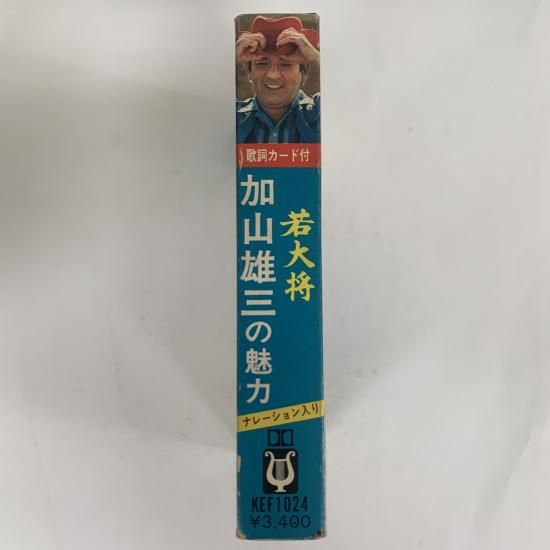 歌詞カード付
若大将
加山雄三の魅力
ナレーション入り
KEF1024
¥3,400